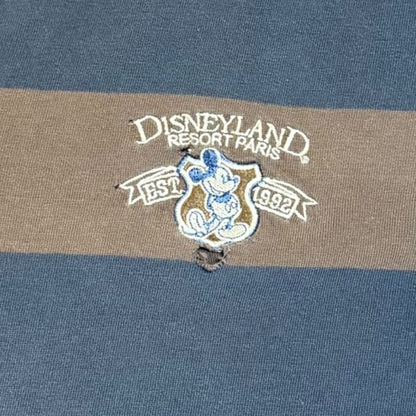 DISNEYLAND®
RESORT PARIS
EST. 1992